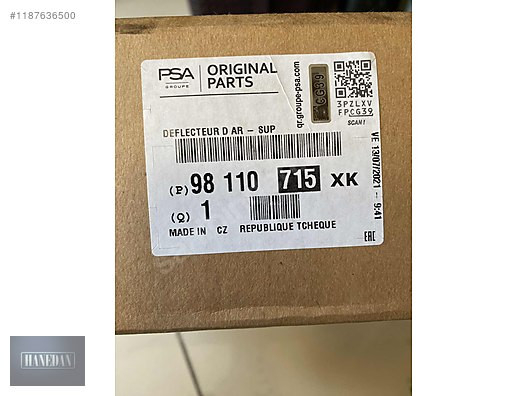 #1187636500
PSA
GROUPE
ORIGINAL
PARTS
qr.groupe-psa.com
CG39
3PZLXV
FPCG39
SCAN!
DEFLECTEUR D AR - SUP
VE 13/07/2021 - 9:41
(P) 98 110 715 XK
(Q) 1
MADE IN CZ REPUBLIQUE TCHEQUE
EAC
HANEDAN